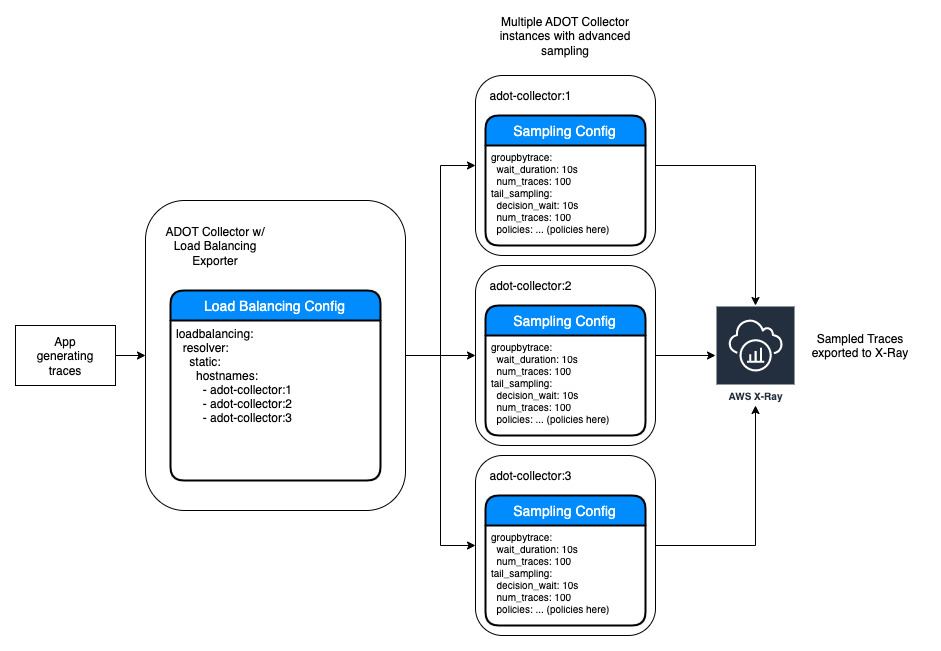 Multiple ADOT Collector
instances with advanced
sampling
App
generating
traces
ADOT Collector w/
Load Balancing
Exporter
Load Balancing Config
loadbalancing:
resolver:
static:
hostnames:
- adot-collector:1
- adot-collector:2
- adot-collector:3
adot-collector:1
Sampling Config
groupbytrace:
wait_duration: 10s
num_traces: 100
tail_sampling:
decision_wait: 10s
num_traces: 100
policies: ... (policies here)
adot-collector:2
Sampling Config
groupbytrace:
wait_duration: 10s
num_traces: 100
tail_sampling:
decision_wait: 10s
num_traces: 100
policies: ... (policies here)
adot-collector:3
Sampling Config
groupbytrace:
wait_duration: 10s
num_traces: 100
tail_sampling:
decision_wait: 10s
num_traces: 100
policies: ... (policies here)
AWS X-Ray
Sampled Traces
exported to X-Ray